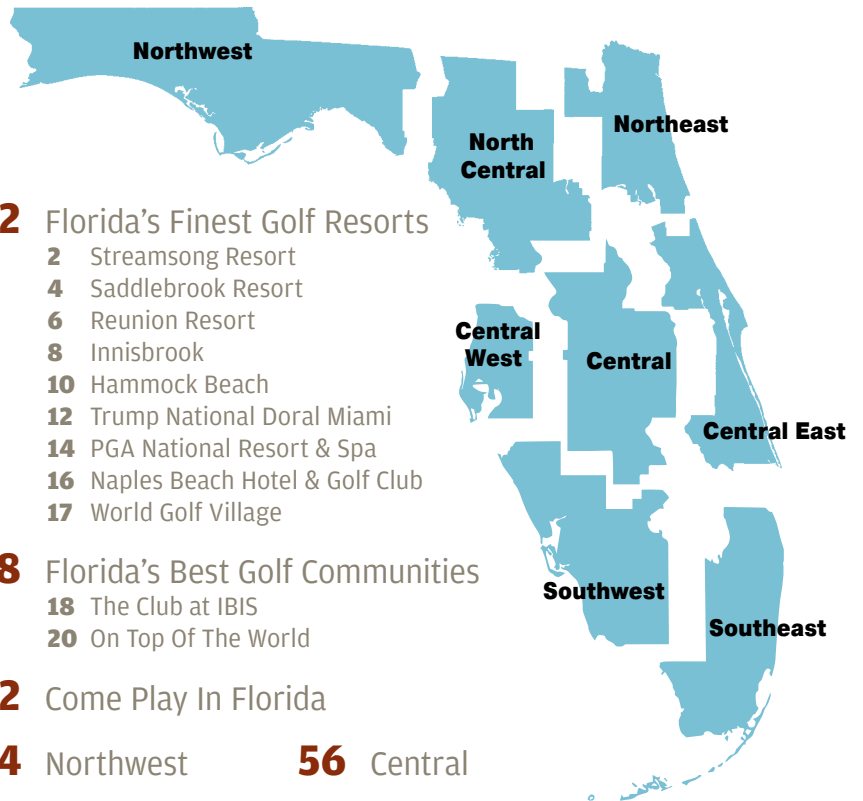 Northwest
Northeast
North
Central
Central
West
Central
Central East
Southwest
Southeast
2 Florida's Finest Golf Resorts
2 Streamsong Resort
4 Saddlebrook Resort
6 Reunion Resort
8 Innisbrook
10 Hammock Beach
12 Trump National Doral Miami
14 PGA National Resort & Spa
16 Naples Beach Hotel & Golf Club
17 World Golf Village
8 Florida's Best Golf Communities
18 The Club at IBIS
20 On Top Of The World
2 Come Play In Florida
4 Northwest
56 Central